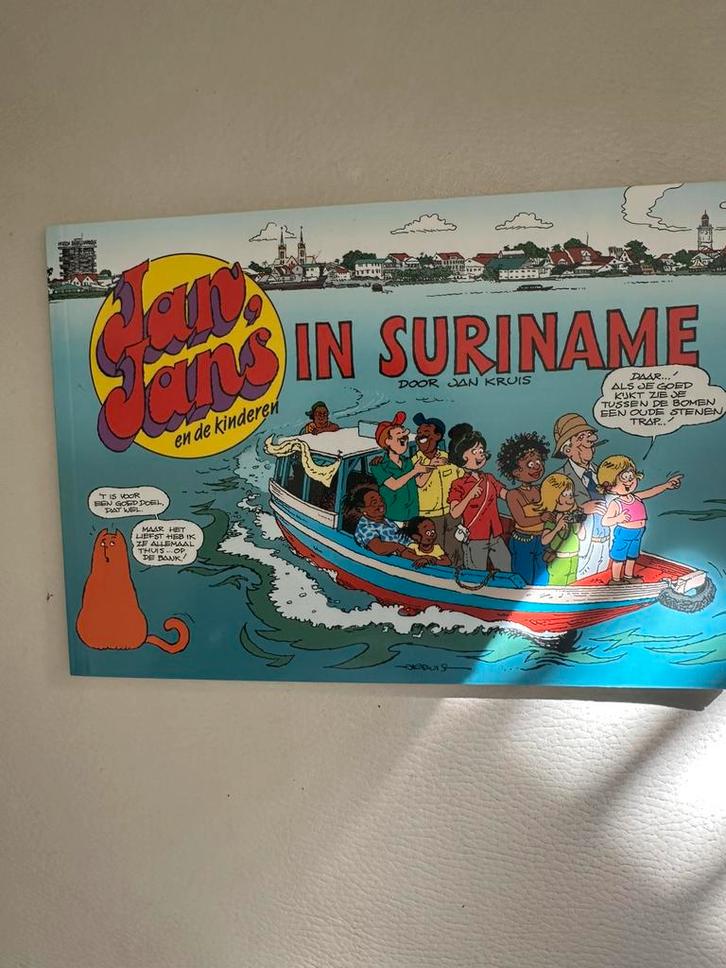 Jan,
Jans
en de kinderen
IN SURINAME
DOOR JAN KRUIS
DAAR...!
ALS JE GOED
KIJKT ZIE JE
TUSSEN DE BOMEN
EEN OUDE STENEN
TRAP..!
'T IS VOOR
EEN GOED DOEL,
DAT WEL.
MAAR HET
LIEFST HEB IK
ZE ALLEMAAL
THUIS...OP
DE BANK!